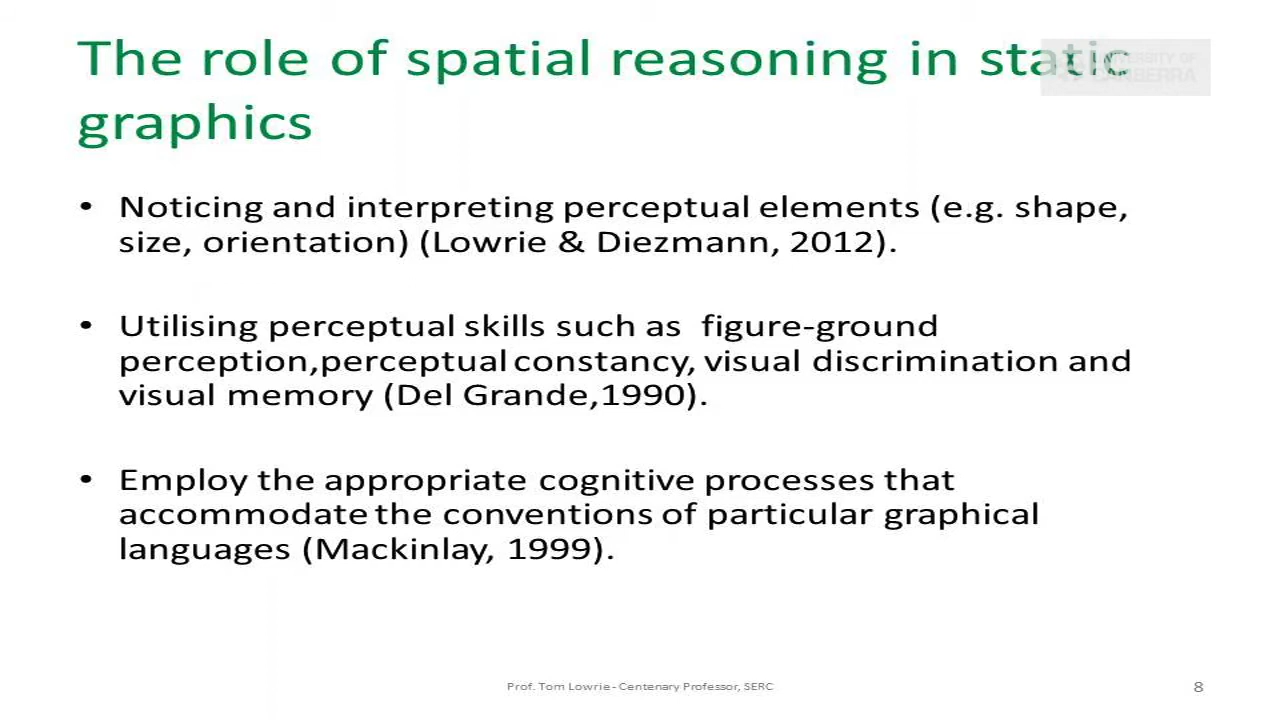 The role of spatial reasoning in static
UNIVERSITY OF
CANBERRA
graphics
• Noticing and interpreting perceptual elements (e.g. shape,
size, orientation) (Lowrie & Diezmann, 2012).
• Utilising perceptual skills such as  figure-ground
perception,perceptual constancy, visual discrimination and
visual memory (Del Grande,1990).
• Employ the appropriate cognitive processes that
accommodate the conventions of particular graphical
languages (Mackinlay, 1999).
Prof. Tom Lowrie - Centenary Professor, SERC
8